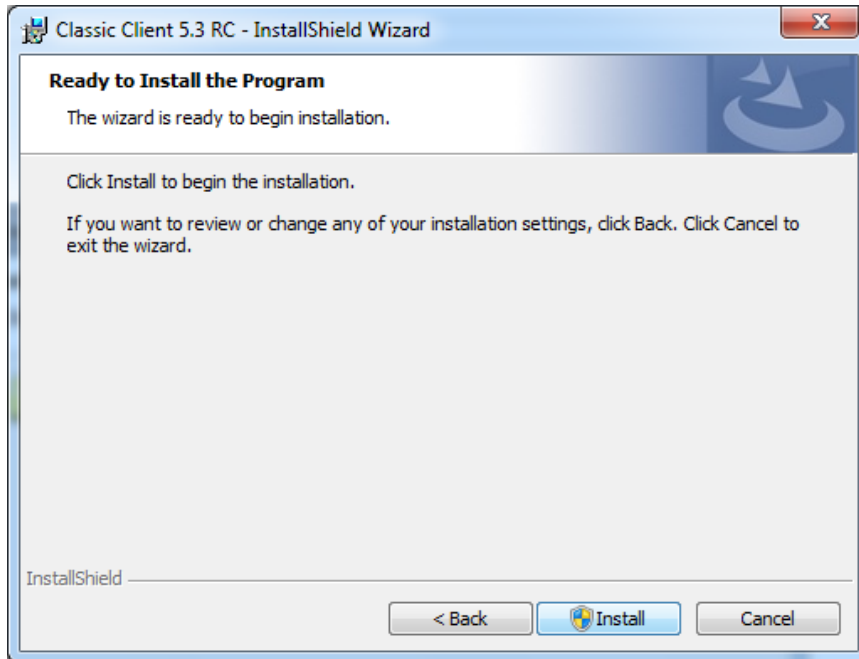 Classic Client 5.3 RC - InstallShield Wizard
Ready to Install the Program
The wizard is ready to begin installation.
Click Install to begin the installation.
If you want to review or change any of your installation settings, click Back. Click Cancel to
exit the wizard.
InstallShield
< Back Install Cancel